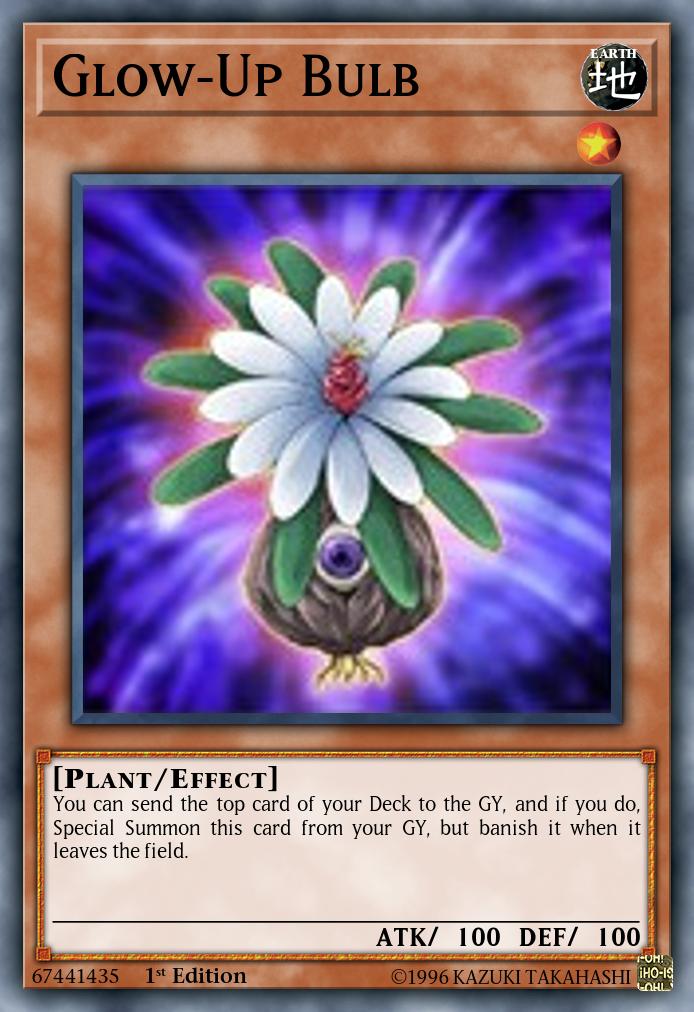 Glow-Up Bulb
EARTH
地
[Plant/Effect]
You can send the top card of your Deck to the GY, and if you do,
Special Summon this card from your GY, but banish it when it
leaves the field.
ATK/ 100 DEF/ 100
67441435 1st Edition ©1996 KAZUKI TAKAHASHI